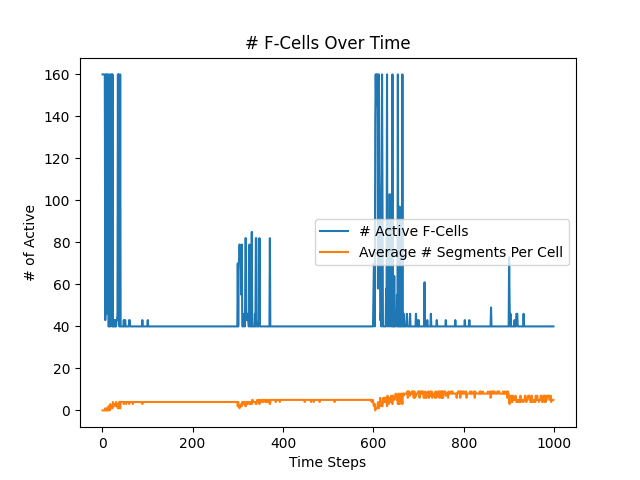 # F-Cells Over Time
160
140
120
100
80
60
40
20
0
# of Active
# Active F-Cells
Average # Segments Per Cell
0 200 400 600 800 1000
Time Steps